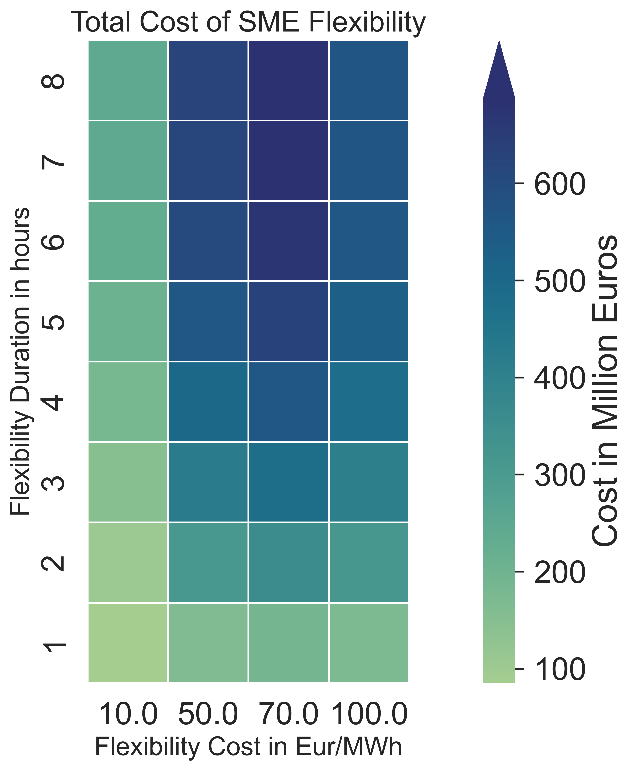 Total Cost of SME Flexibility
Flexibility Duration in hours
8
7
6
5
4
3
2
1
10.0 50.0 70.0 100.0
Flexibility Cost in Eur/MWh
600
500
400
300
200
100
Cost in Million Euros